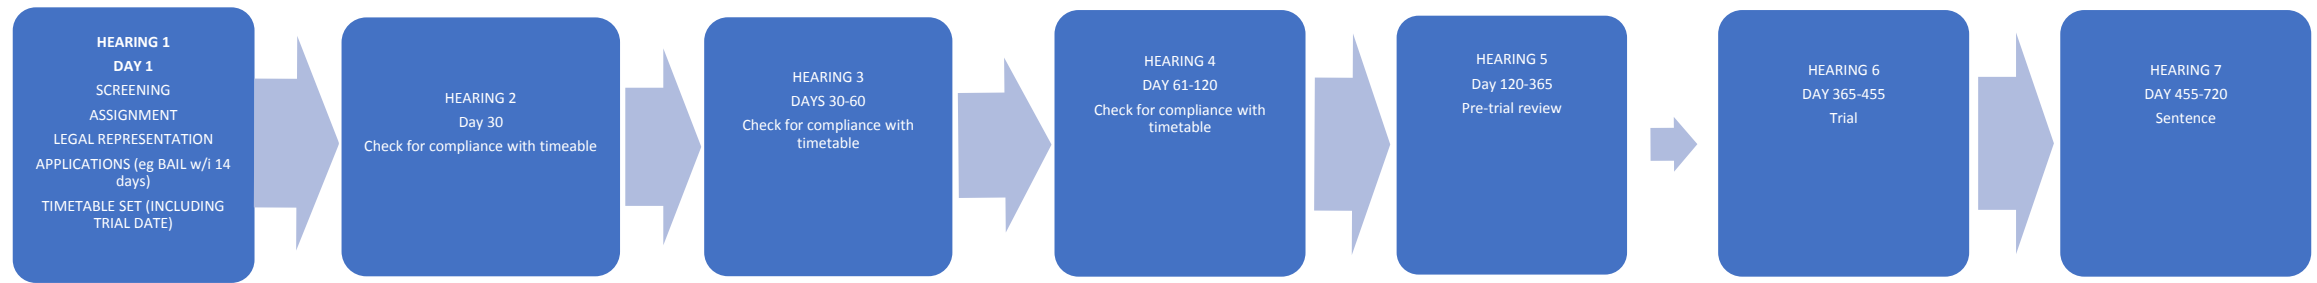 HEARING 1
DAY 1
SCREENING
ASSIGNMENT
LEGAL REPRESENTATION
APPLICATIONS (eg BAIL w/i 14
days)
TIMETABLE SET (INCLUDING
TRIAL DATE)
HEARING 2
Day 30
Check for compliance with timeable
HEARING 3
DAYS 30-60
Check for compliance with
timetable
HEARING 4
DAY 61-120
Check for compliance with
timetable
HEARING 5
Day 120-365
Pre-trial review
HEARING 6
DAY 365-455
Trial
HEARING 7
DAY 455-720
Sentence